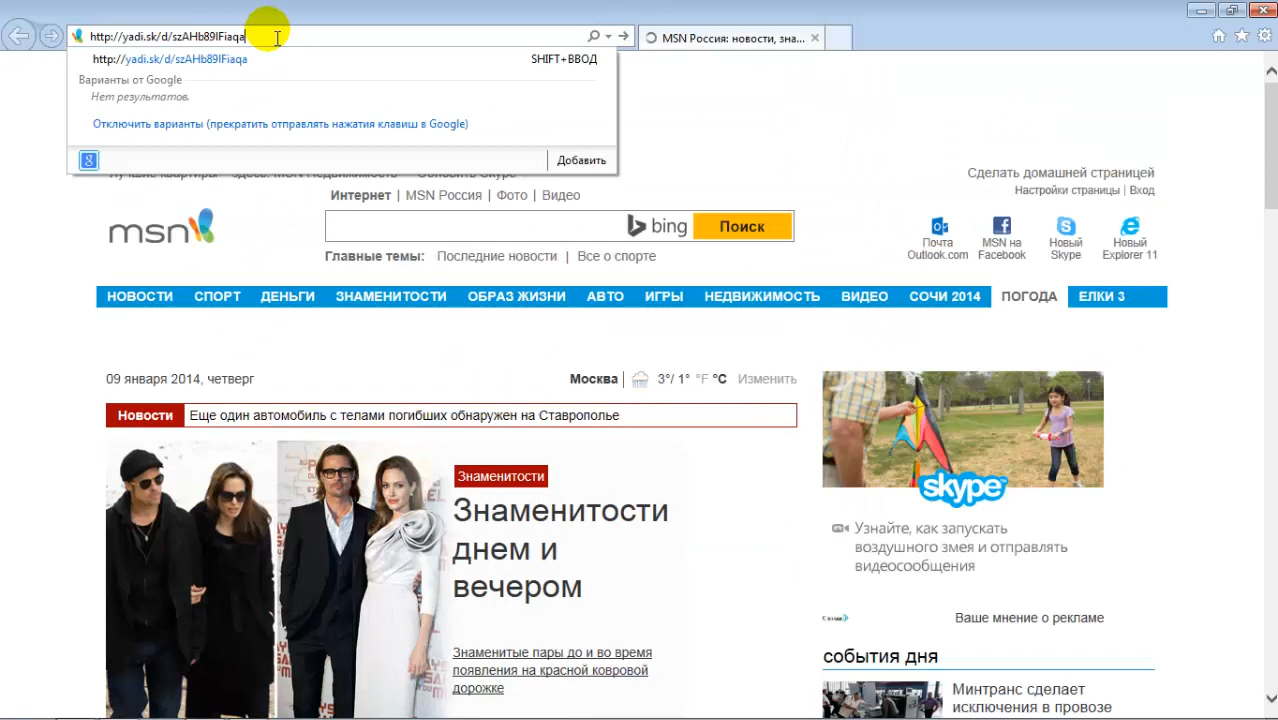 http://yadi.sk/d/szAHb89lFiaqa
MSN Россия: новости, зна...
http://yadi.sk/d/szAHb89lFiaqa SHIFT+ВВОД
Варианты от Google
Нет результатов.
Отключить варианты (прекратить отправлять нажатия клавиш в Google)
Добавить
Сделать домашней страницей
Настройки страницы | Вход
Интернет | MSN Россия | Фото | Видео
msn
bing
Поиск
Главные темы: Последние новости | Все о спорте
Почта Outlook.com
MSN на Facebook
Новый Skype
Новый Explorer 11
НОВОСТИ СПОРТ ДЕНЬГИ ЗНАМЕНИТОСТИ ОБРАЗ ЖИЗНИ АВТО ИГРЫ НЕДВИЖИМОСТЬ ВИДЕО СОЧИ 2014 ПОГОДА ЕЛКИ 3
09 января 2014, четверг
Москва | 3°/ 1° °F °C Изменить
Новости Еще один автомобиль с телами погибших обнаружен на Ставрополье
Знаменитости
Знаменитости
днем и
вечером
Знаменитые пары до и во время
появления на красной ковровой
дорожке
skype
Узнайте, как запускать
воздушного змея и отправлять
видеосообщения
Ваше мнение о рекламе
события дня
Минтранс сделает
исключения в провозе